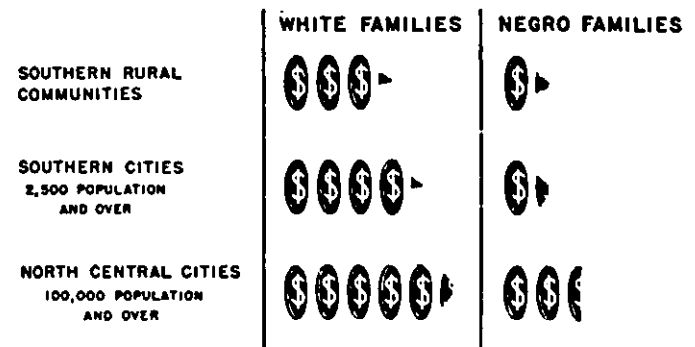 WHITE FAMILIES
NEGRO FAMILIES
SOUTHERN RURAL
COMMUNITIES
$ $ $
$
SOUTHERN CITIES
2,500 POPULATION
AND OVER
$ $ $ $
$
NORTH CENTRAL CITIES
100,000 POPULATION
AND OVER
$ $ $ $ $
$ $ $